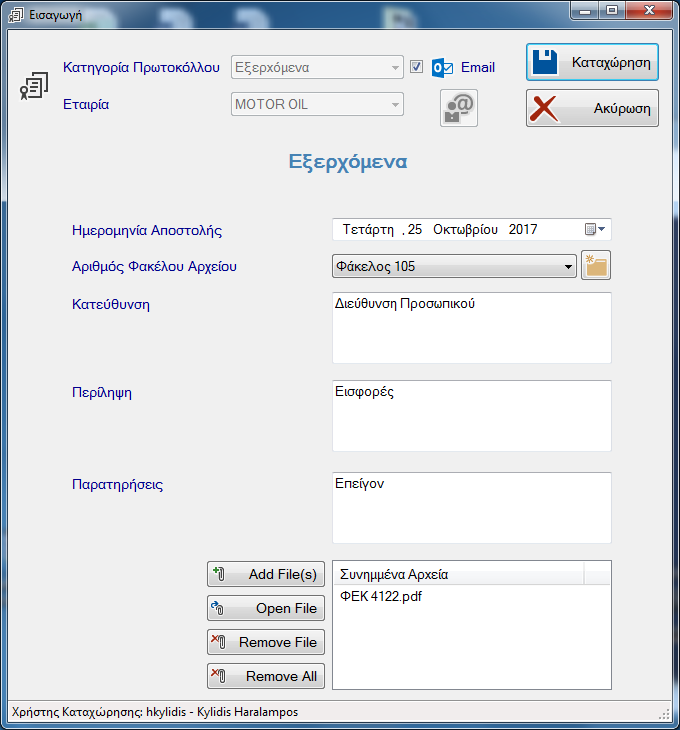 Εισαγωγή
Κατηγορία Πρωτοκόλλου Εξερχόμενα Email Καταχώρηση
Εταιρία MOTOR OIL Ακύρωση
Εξερχόμενα
Ημερομηνία Αποστολής Τετάρτη , 25 Οκτωβρίου 2017
Αριθμός Φακέλου Αρχείου Φάκελος 105
Κατεύθυνση Διεύθυνση Προσωπικού
Περίληψη Εισφορές
Παρατηρήσεις Επείγον
Add File(s) Συνημμένα Αρχεία
Open File ΦΕΚ 4122.pdf
Remove File
Remove All
Χρήστης Καταχώρησης: hkylidis - Kylidis Haralampos